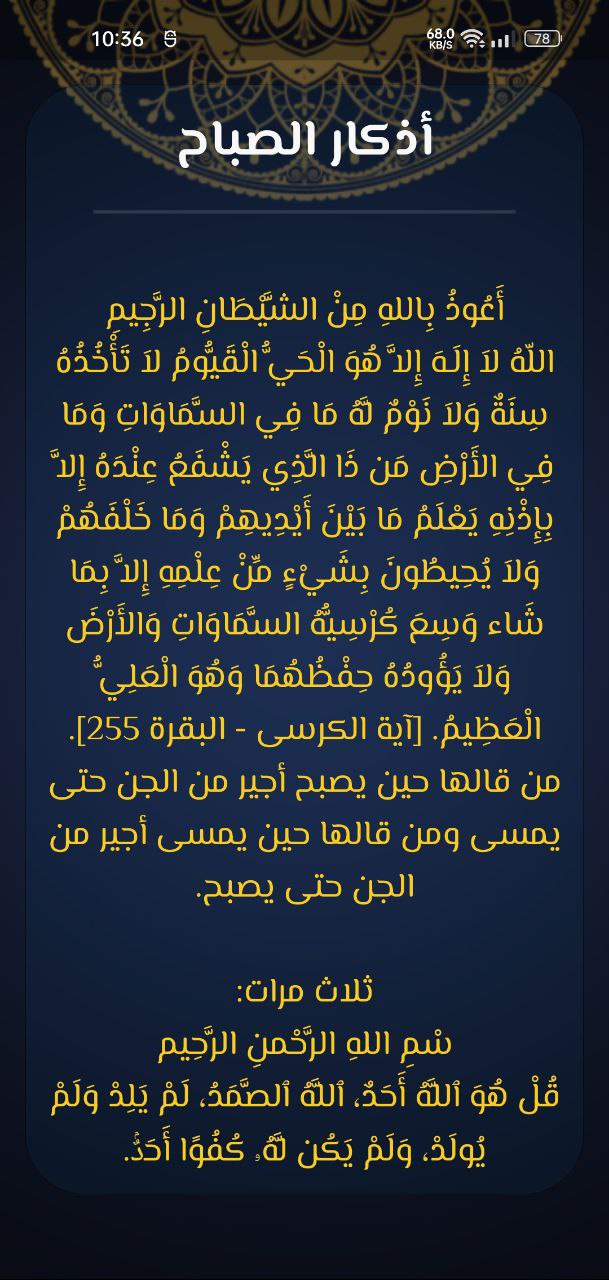 10:36
68.0
KB/S
78
أذكار الصباح
أَعُوذُ بِاللهِ مِنْ الشَّيْطَانِ الرَّجِيمِ
اللّهُ لاَ إِلَـهَ إِلاَّ هُوَ الْحَيُّ الْقَيُّومُ لاَ تَأْخُذُهُ
سِنَةٌ وَلاَ نَوْمٌ لَّهُ مَا فِي السَّمَاوَاتِ وَمَا
فِي الأَرْضِ مَن ذَا الَّذِي يَشْفَعُ عِنْدَهُ إِلاَّ
بِإِذْنِهِ يَعْلَمُ مَا بَيْنَ أَيْدِيهِمْ وَمَا خَلْفَهُمْ
وَلاَ يُحِيطُونَ بِشَيْءٍ مِّنْ عِلْمِهِ إِلاَّ بِمَا
شَاء وَسِعَ كُرْسِيُّهُ السَّمَاوَاتِ وَالأَرْضَ
وَلاَ يَؤُودُهُ حِفْظُهُمَا وَهُوَ الْعَلِيُّ
الْعَظِيمُ. [آية الكرسى - البقرة 255].
من قالها حين يصبح أجير من الجن حتى
يمسى ومن قالها حين يمسى أجير من
الجن حتى يصبح.
ثلاث مرات:
سْمِ اللهِ الرَّحْمنِ الرَّحِيم
قُلْ هُوَ ٱللَّهُ أَحَدٌ، ٱللَّهُ ٱلصَّمَدُ، لَمْ يَلِدْ وَلَمْ
يُولَدْ، وَلَمْ يَكُن لَّهُۥ كُفُوًا أَحَدٌۢ.